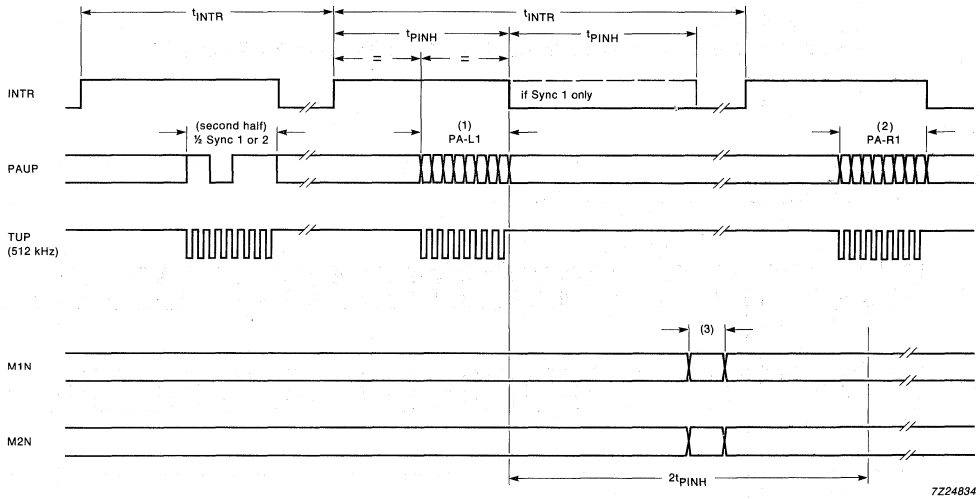 tINTR tINTR
tPINH tPINH
= =
INTR
if Sync 1 only
(second half)
½ Sync 1 or 2
(1)
PA-L1
(2)
PA-R1
PAUP
TUP
(512 kHz)
(3)
M1N
M2N
2tPINH
7Z24834